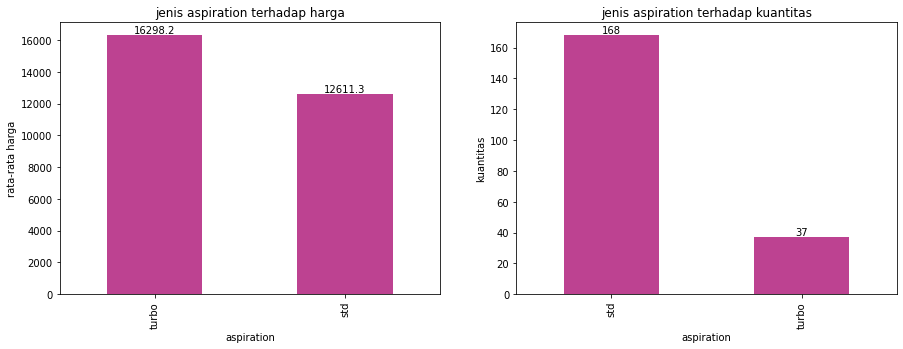 jenis aspiration terhadap harga
16298.2
12611.3
16000
14000
12000
10000
8000
6000
4000
2000
0
rata-rata harga
turbo
std
aspiration
jenis aspiration terhadap kuantitas
168
37
160
140
120
100
80
60
40
20
0
kuantitas
std
turbo
aspiration